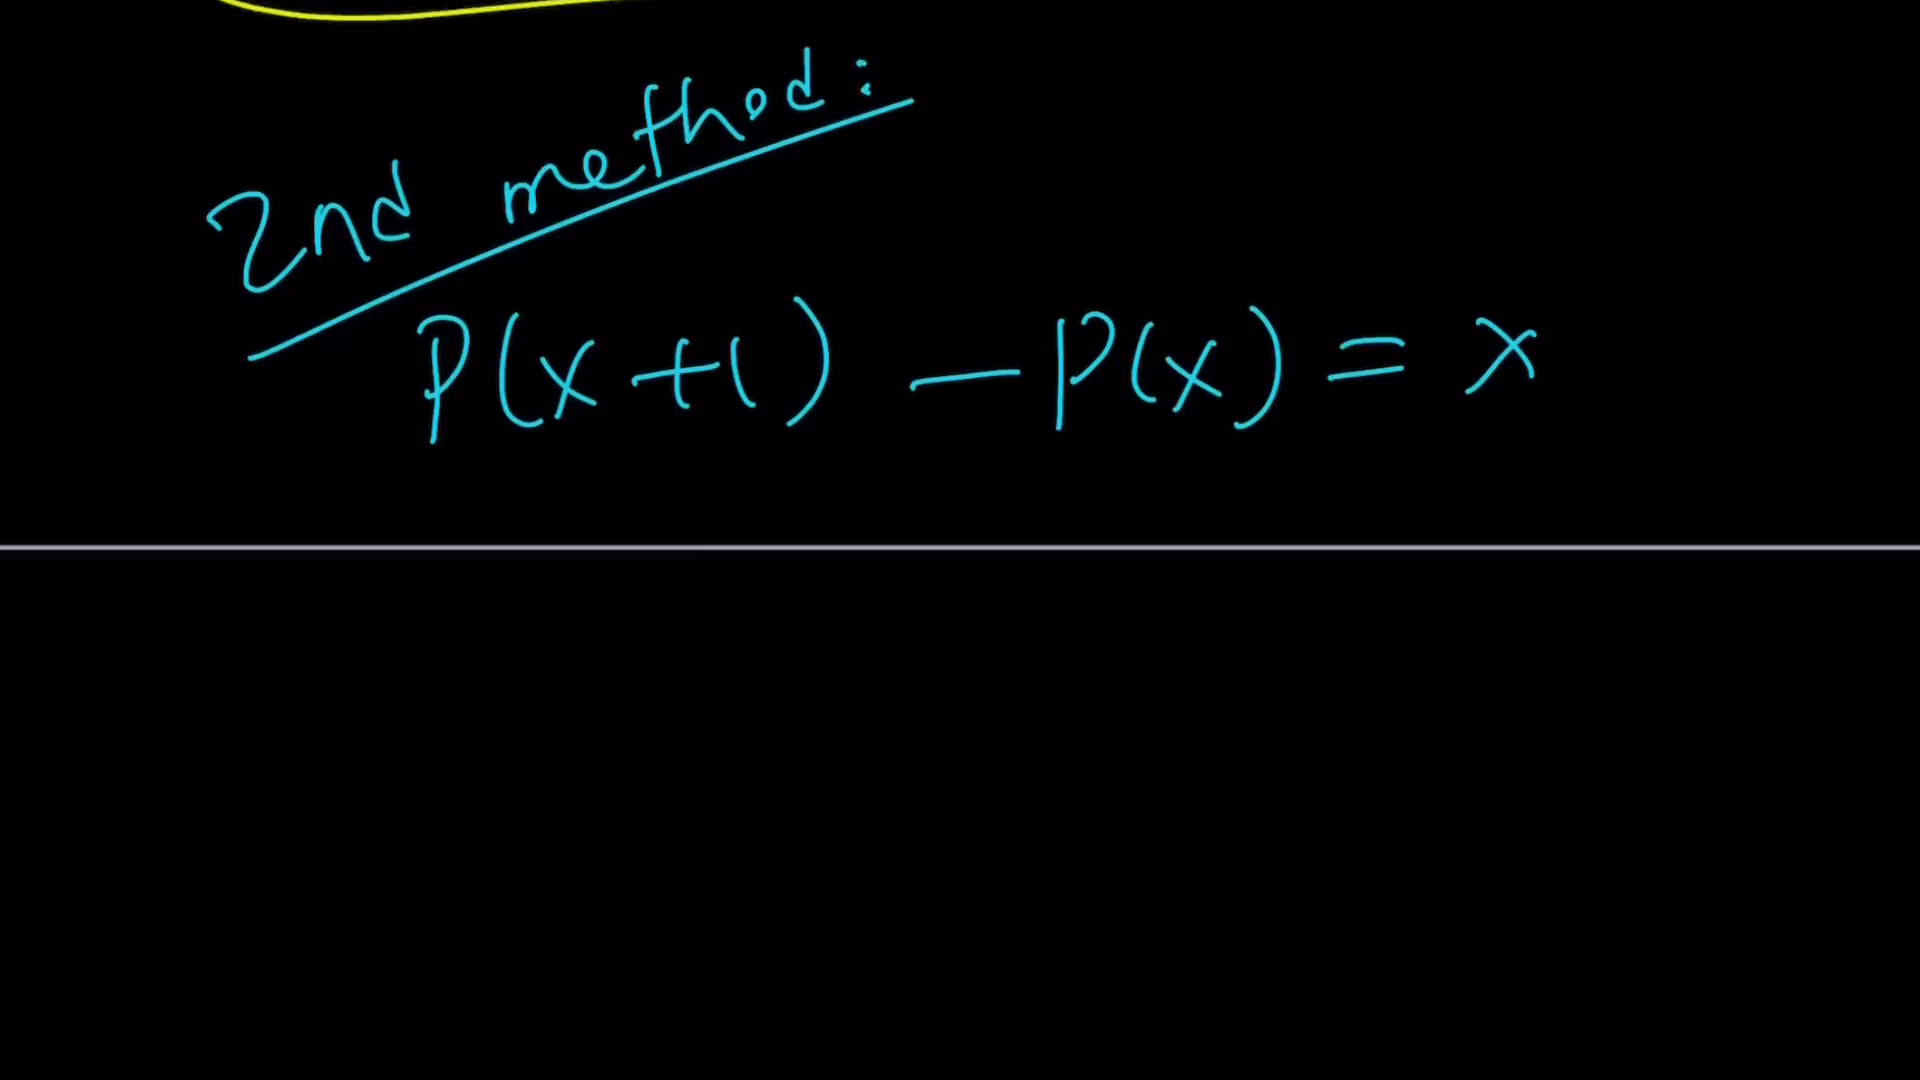 2nd method:
P(x+1) - P(x) = x